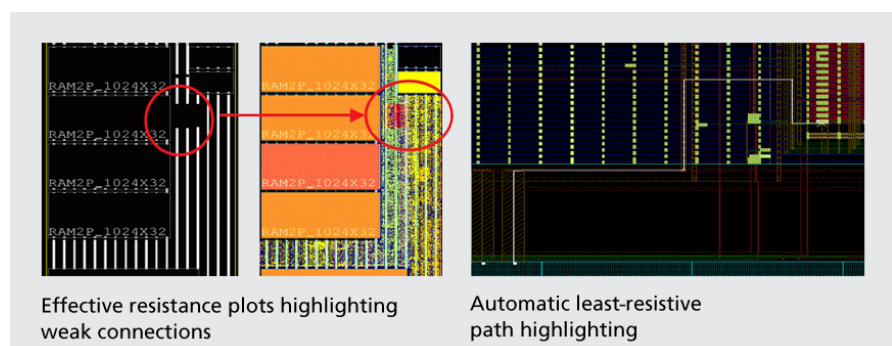 RAM2P_1024X32
RAM2P_1024X32
RAM2P_1024X32
RAM2P_1024X32
RAM2P_1024X32
RAM2P_1024X32
RAM2P_1024X32
RAM2P_1024X32
Effective resistance plots highlighting
weak connections
Automatic least-resistive
path highlighting